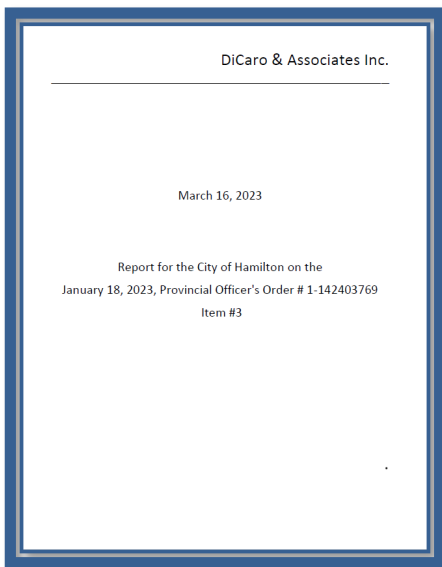 DiCaro & Associates Inc.
March 16, 2023
Report for the City of Hamilton on the
January 18, 2023, Provincial Officer's Order # 1-142403769
Item #3
.